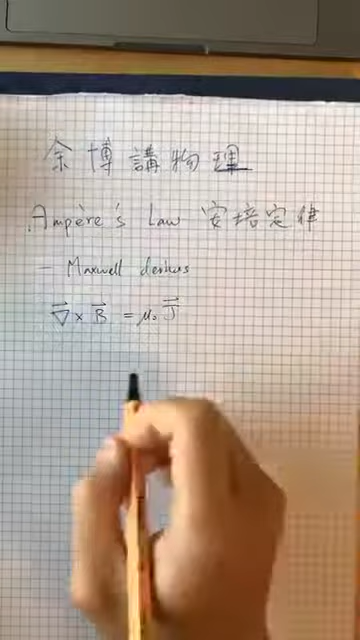 余博講物理
Ampère's Law 安培定律
- Maxwell derives
∇⃗ × B⃗ = μ₀ J⃗